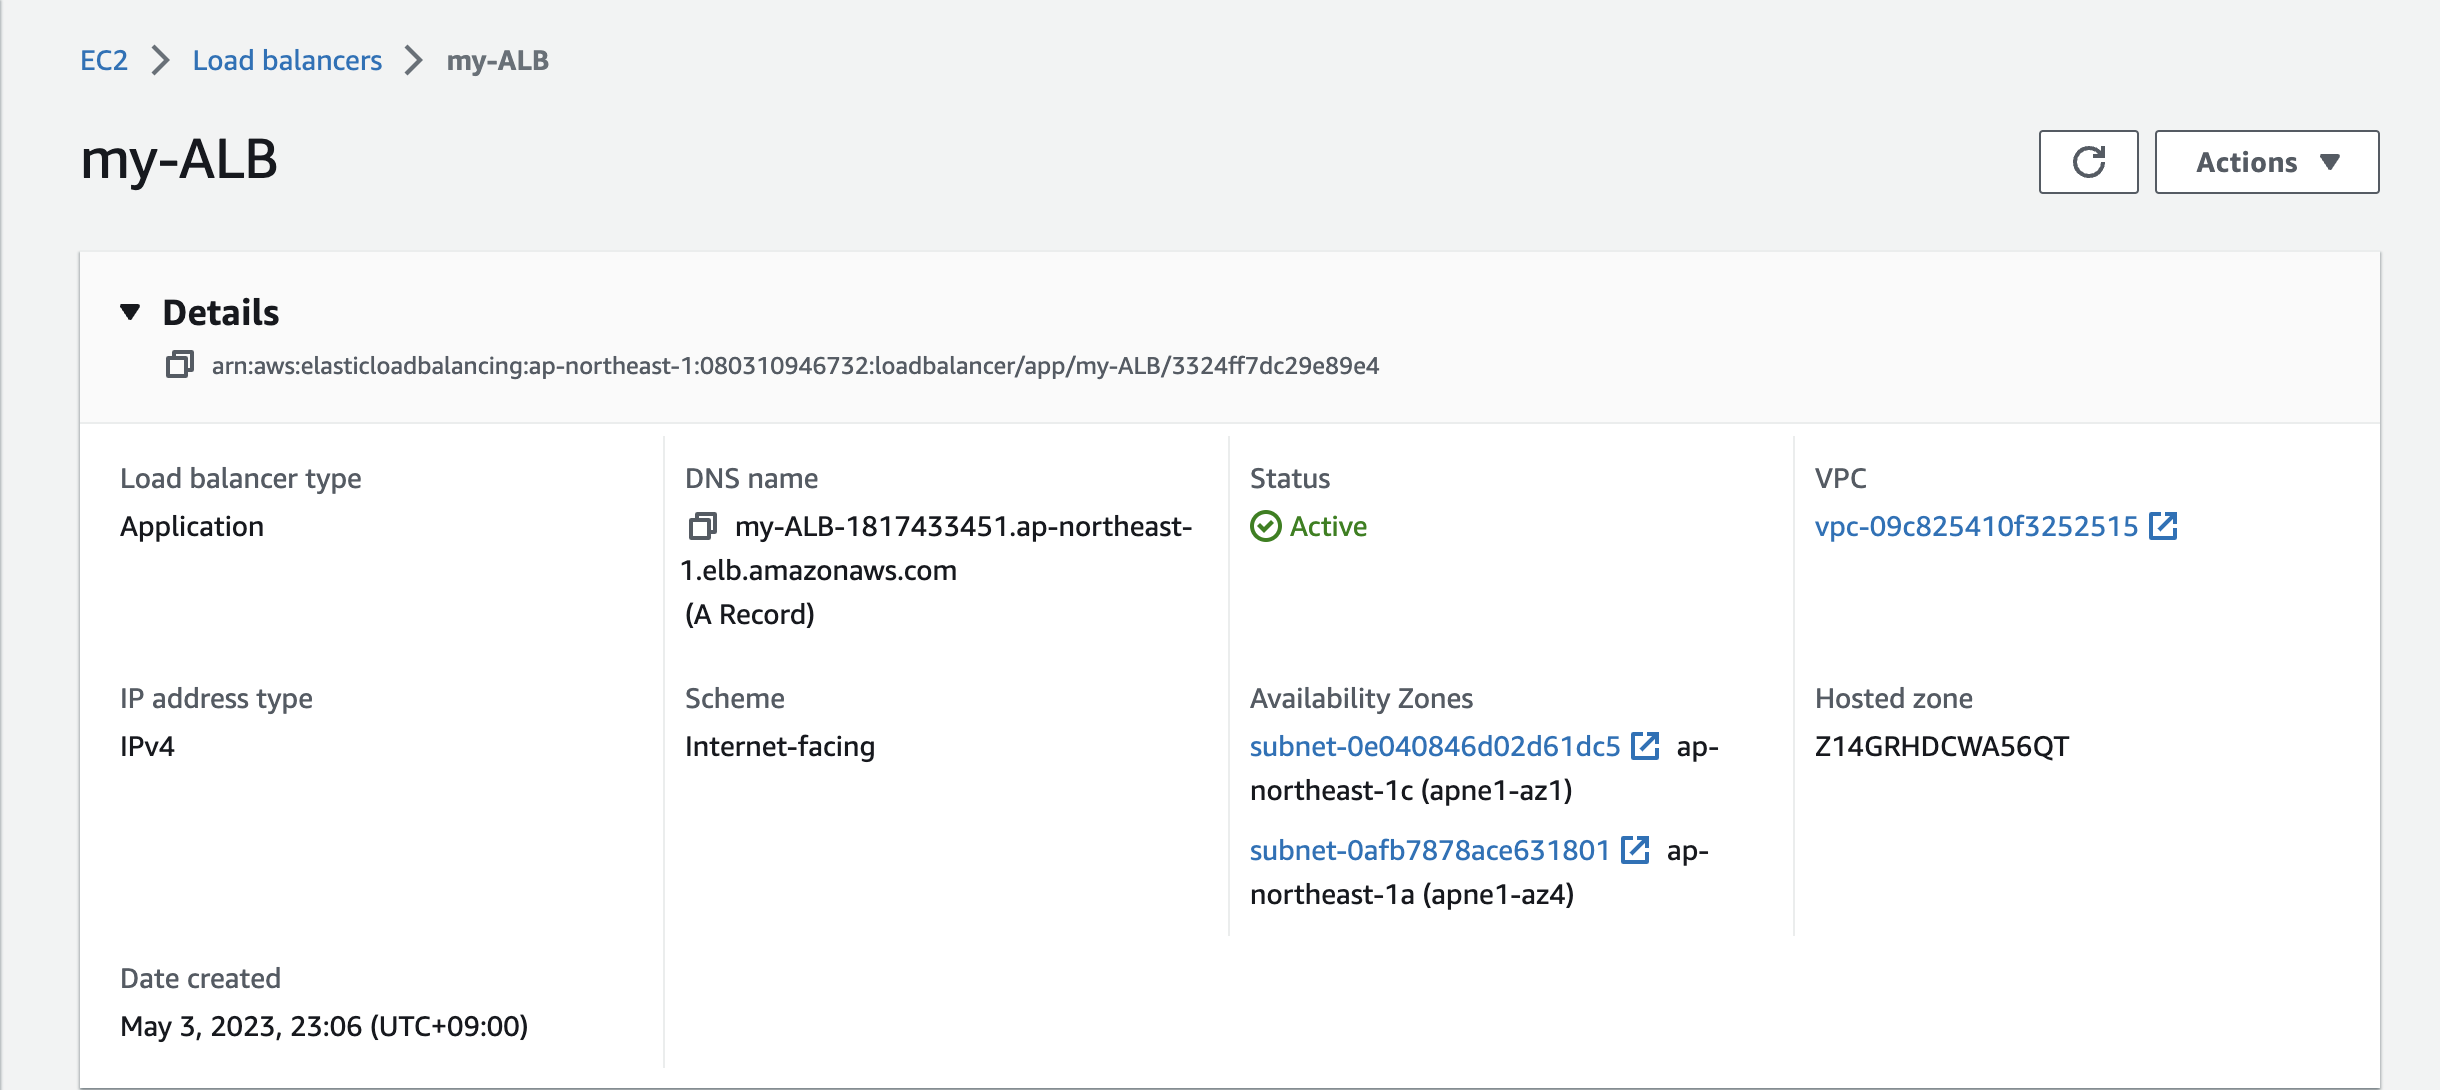 EC2 Load balancers my-ALB
my-ALB
Actions
Details
arn:aws:elasticloadbalancing:ap-northeast-1:080310946732:loadbalancer/app/my-ALB/3324ff7dc29e89e4
Load balancer type
Application
DNS name
my-ALB-1817433451.ap-northeast-
1.elb.amazonaws.com
(A Record)
Status
Active
VPC
vpc-09c825410f3252515
IP address type
IPv4
Scheme
Internet-facing
Availability Zones
subnet-0e040846d02d61dc5 ap-
northeast-1c (apne1-az1)
subnet-0afb7878ace631801 ap-
northeast-1a (apne1-az4)
Hosted zone
Z14GRHDCWA56QT
Date created
May 3, 2023, 23:06 (UTC+09:00)